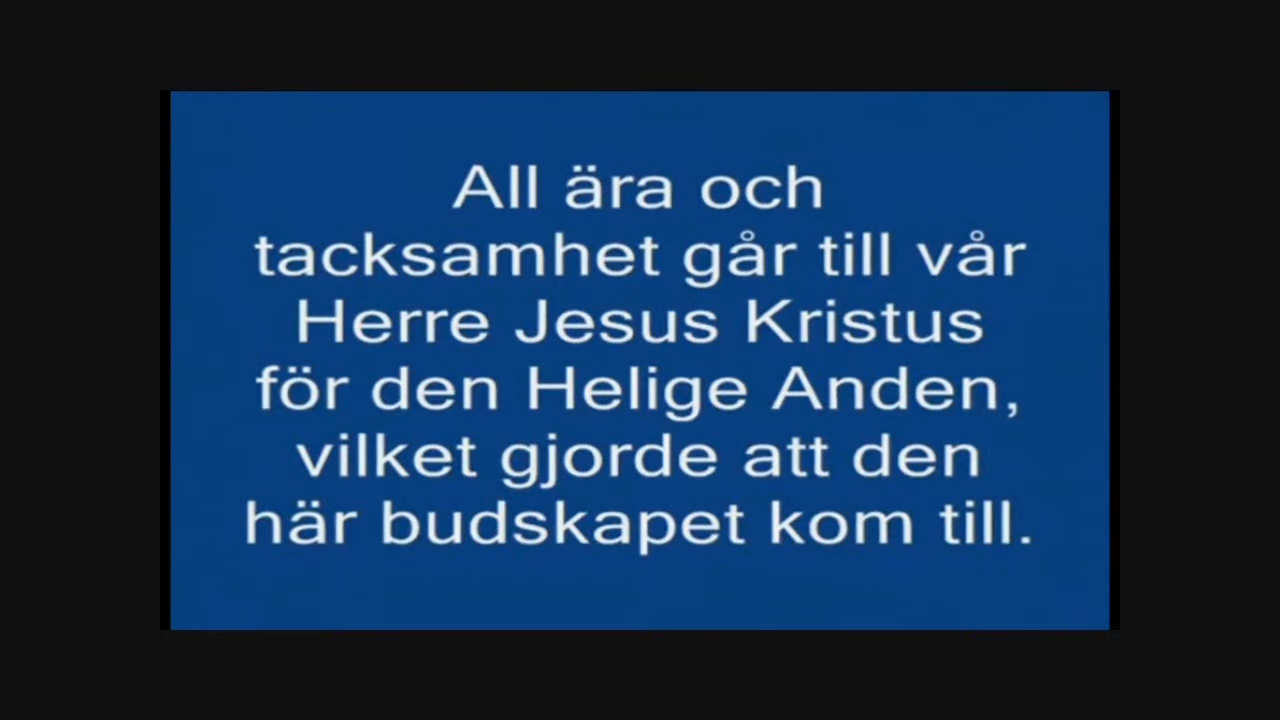 All ära och
tacksamhet går till vår
Herre Jesus Kristus
för den Helige Anden,
vilket gjorde att den
här budskapet kom till.